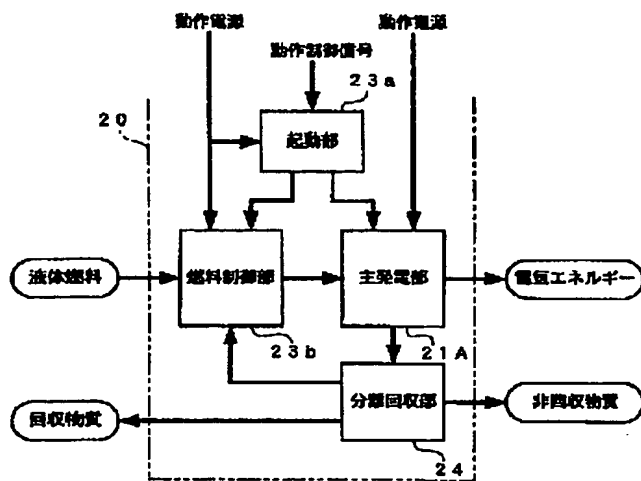 動作電源
動作電源
動作制御信号
23a
20
起動部
液体燃料
燃料制御部
主発電部
電気エネルギー
23b
21A
回収物質
分離回収部
非回収物質
24